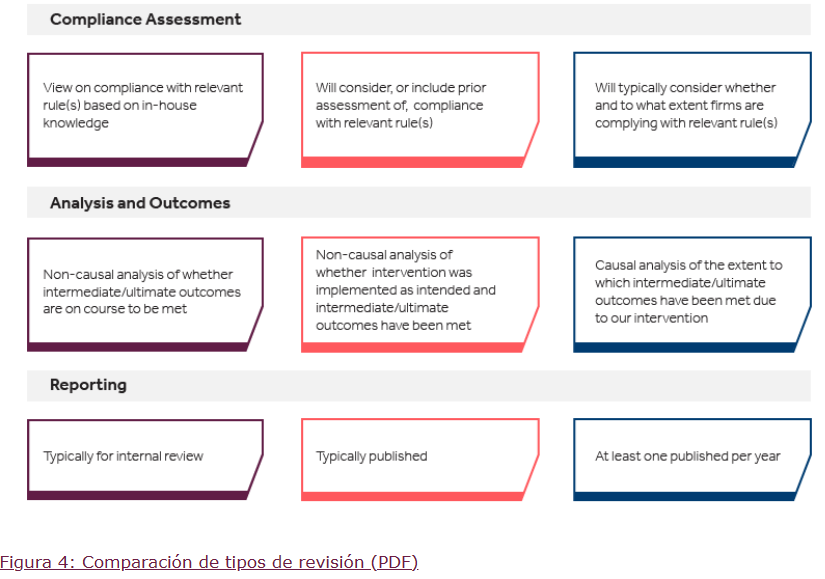 Compliance Assessment
View on compliance with relevant
rule(s) based on in-house
knowledge
Will consider, or include prior
assessment of, compliance
with relevant rule(s)
Will typically consider whether
and to what extent firms are
complying with relevant rule(s)
Analysis and Outcomes
Non-causal analysis of whether
intermediate/ultimate outcomes
are on course to be met
Non-causal analysis of
whether intervention was
implemented as intended and
intermediate/ultimate
outcomes have been met
Causal analysis of the extent to
which intermediate/ultimate
outcomes have been met due
to our intervention
Reporting
Typically for internal review
Typically published
At least one published per year
Figura 4: Comparación de tipos de revisión (PDF)